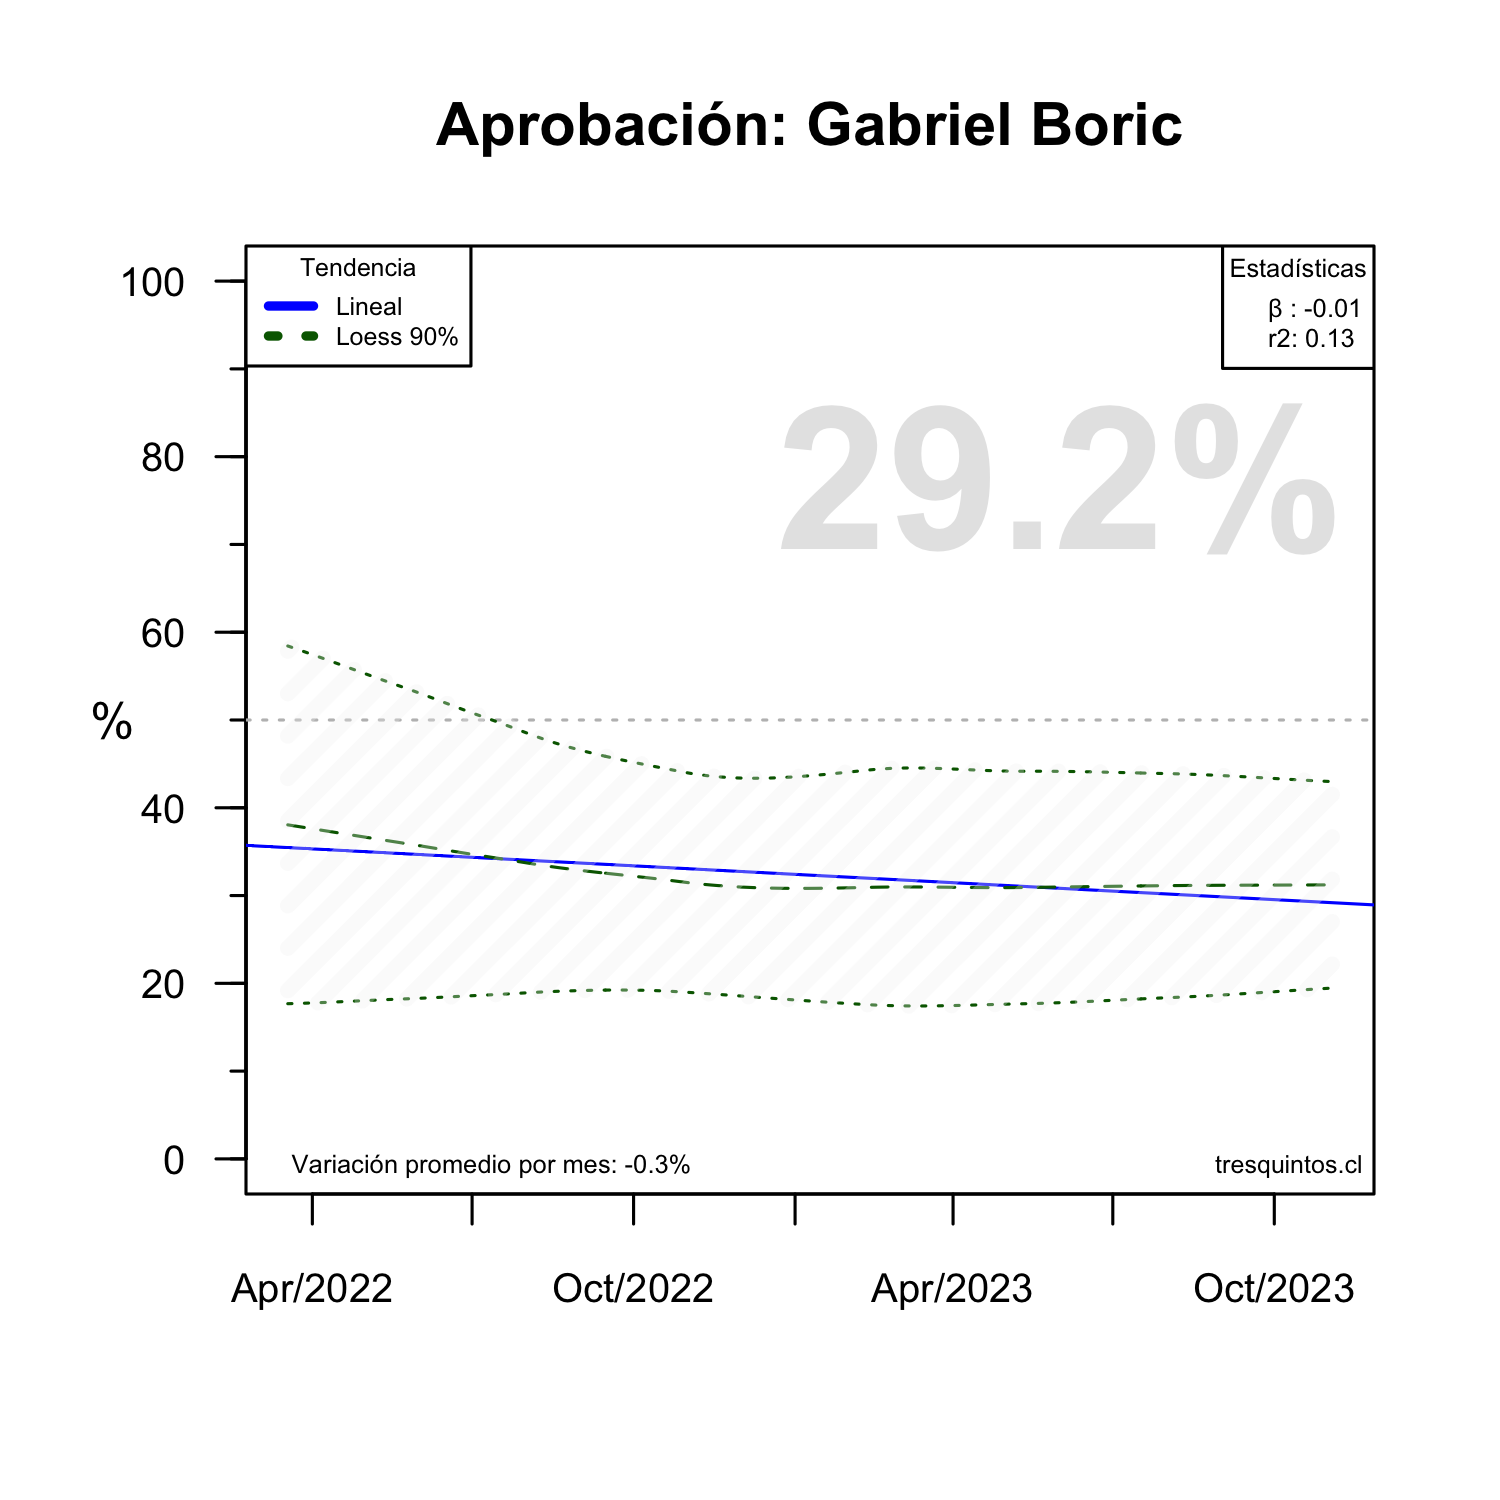 Aprobación: Gabriel Boric
Tendencia
Lineal
Loess 90%
Estadísticas
β : -0.01
r2: 0.13
29.2%
100
80
60
40
20
0
%
Variación promedio por mes: -0.3%
tresquintos.cl
Apr/2022 Oct/2022 Apr/2023 Oct/2023